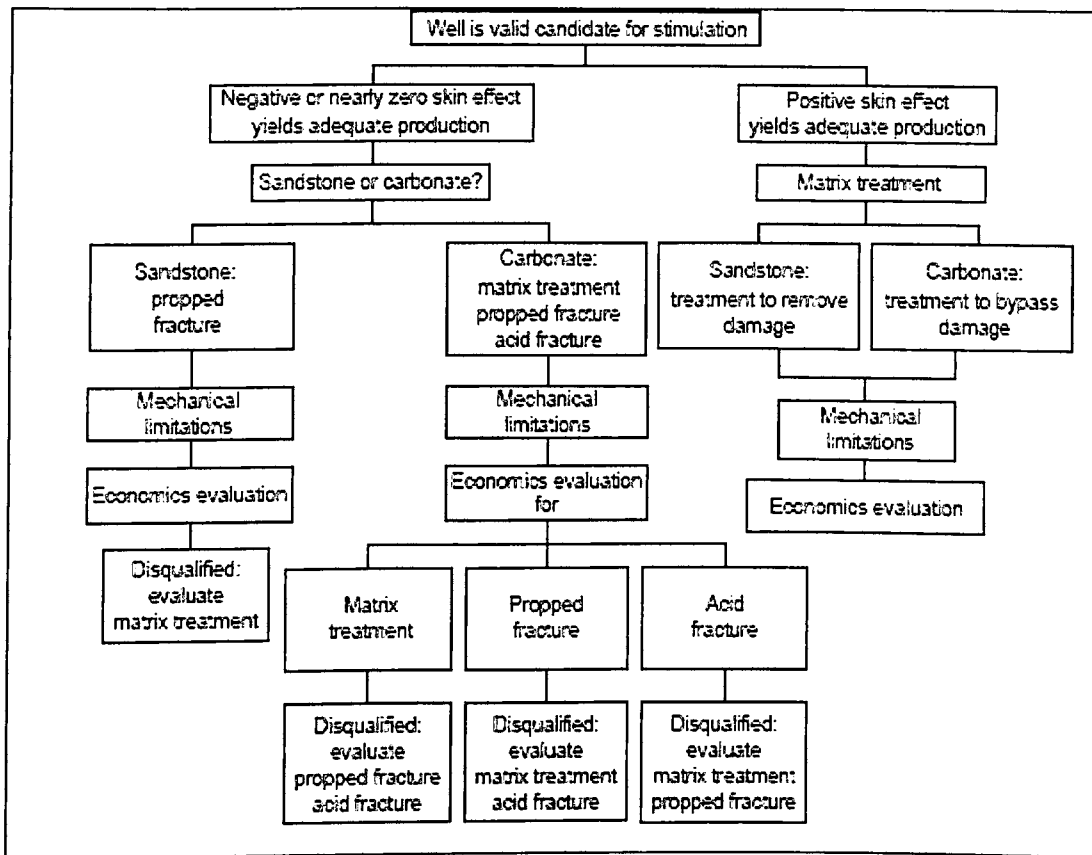 Well is valid candidate for stimulation
Negative or nearly zero skin effect
yields adequate production
Positive skin effect
yields adequate production
Sandstone or carbonate?
Matrix treatment
Sandstone:
propped
fracture
Carbonate:
matrix treatment
propped fracture
acid fracture
Sandstone:
treatment to remove
damage
Carbonate:
treatment to bypass
damage
Mechanical
limitations
Mechanical
limitations
Mechanical
limitations
Economics evaluation
Economics evaluation
for
Economics evaluation
Disqualified:
evaluate
matrix treatment
Matrix
treatment
Propped
fracture
Acid
fracture
Disqualified:
evaluate
propped fracture
acid fracture
Disqualified:
evaluate
matrix treatment
acid fracture
Disqualified:
evaluate
matrix treatment
propped fracture